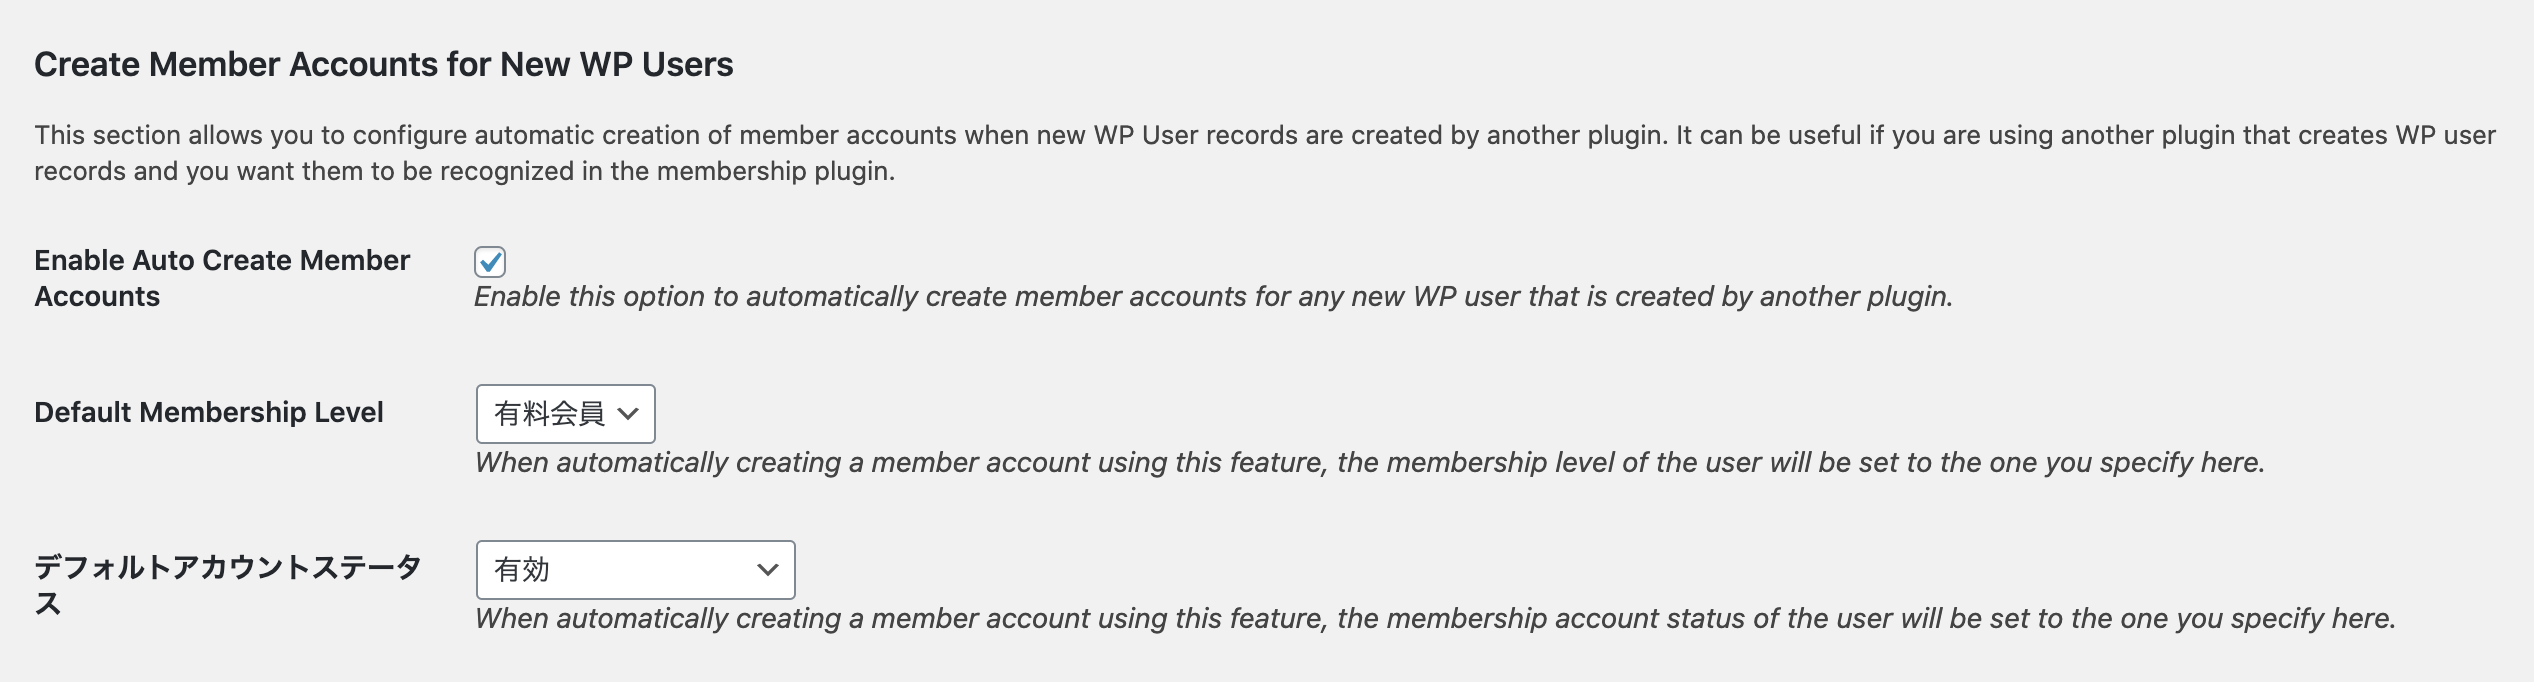 Create Member Accounts for New WP Users
This section allows you to configure automatic creation of member accounts when new WP User records are created by another plugin. It can be useful if you are using another plugin that creates WP user
records and you want them to be recognized in the membership plugin.
Enable Auto Create Member
Accounts
Enable this option to automatically create member accounts for any new WP user that is created by another plugin.
Default Membership Level
有料会員
When automatically creating a member account using this feature, the membership level of the user will be set to the one you specify here.
デフォルトアカウントステータ
ス
有効
When automatically creating a member account using this feature, the membership account status of the user will be set to the one you specify here.